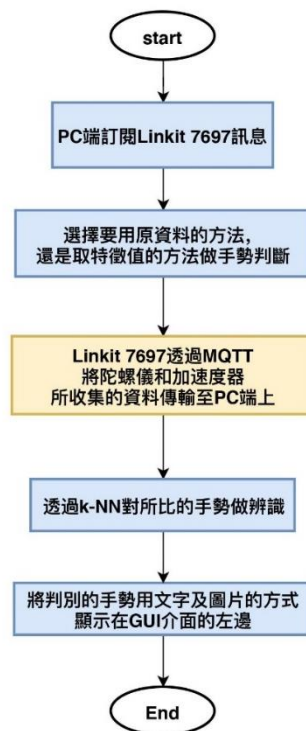 start
PC端訂閱Linkit 7697訊息
選擇要用原資料的方法,
還是取特徵值的方法做手勢判斷
Linkit 7697透過MQTT
將陀螺儀和加速度器
所收集的資料傳輸至PC端上
透過k-NN對所比的手勢做辨識
將判別的手勢用文字及圖片的方式
顯示在GUI介面的左邊
End